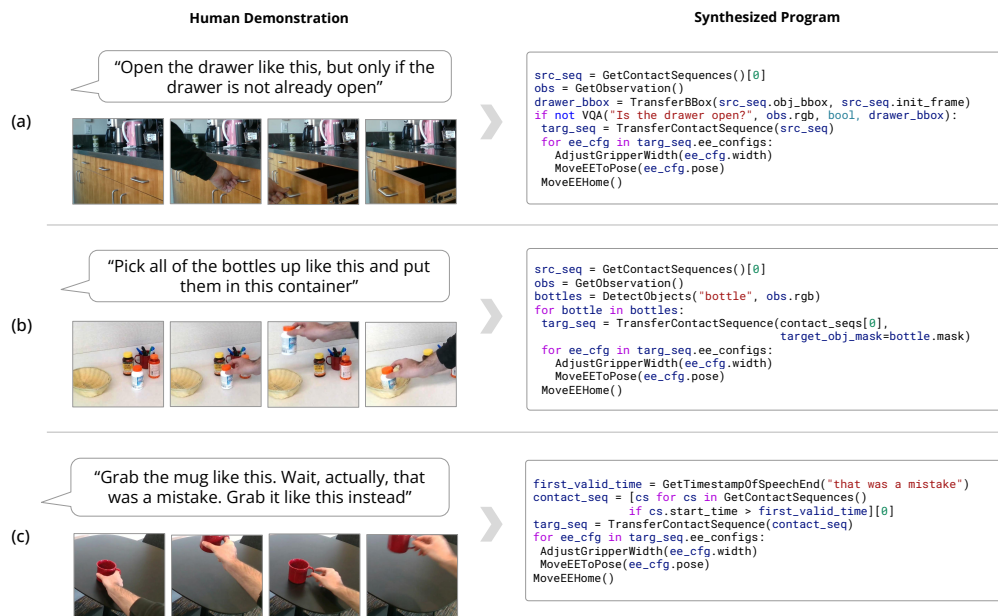 Human Demonstration
Synthesized Program
(a)
“Open the drawer like this, but only if the
drawer is not already open”
src_seq = GetContactSequences()[0]
obs = GetObservation()
drawer_bbox = TransferBBox(src_seq.obj_bbox, src_seq.init_frame)
if not VQA("Is the drawer open?", obs.rgb, bool, drawer_bbox):
 targ_seq = TransferContactSequence(src_seq)
 for ee_cfg in targ_seq.ee_configs:
   AdjustGripperWidth(ee_cfg.width)
   MoveEEToPose(ee_cfg.pose)
 MoveEEHome()
(b)
“Pick all of the bottles up like this and put
them in this container”
src_seq = GetContactSequences()[0]
obs = GetObservation()
bottles = DetectObjects("bottle", obs.rgb)
for bottle in bottles:
 targ_seq = TransferContactSequence(contact_seqs[0],
                                    target_obj_mask=bottle.mask)
 for ee_cfg in targ_seq.ee_configs:
   AdjustGripperWidth(ee_cfg.width)
   MoveEEToPose(ee_cfg.pose)
 MoveEEHome()
(c)
“Grab the mug like this. Wait, actually, that
was a mistake. Grab it like this instead”
first_valid_time = GetTimestampOfSpeechEnd("that was a mistake")
contact_seq = [cs for cs in GetContactSequences()
              if cs.start_time > first_valid_time][0]
targ_seq = TransferContactSequence(contact_seq)
for ee_cfg in targ_seq.ee_configs:
 AdjustGripperWidth(ee_cfg.width)
 MoveEEToPose(ee_cfg.pose)
MoveEEHome()